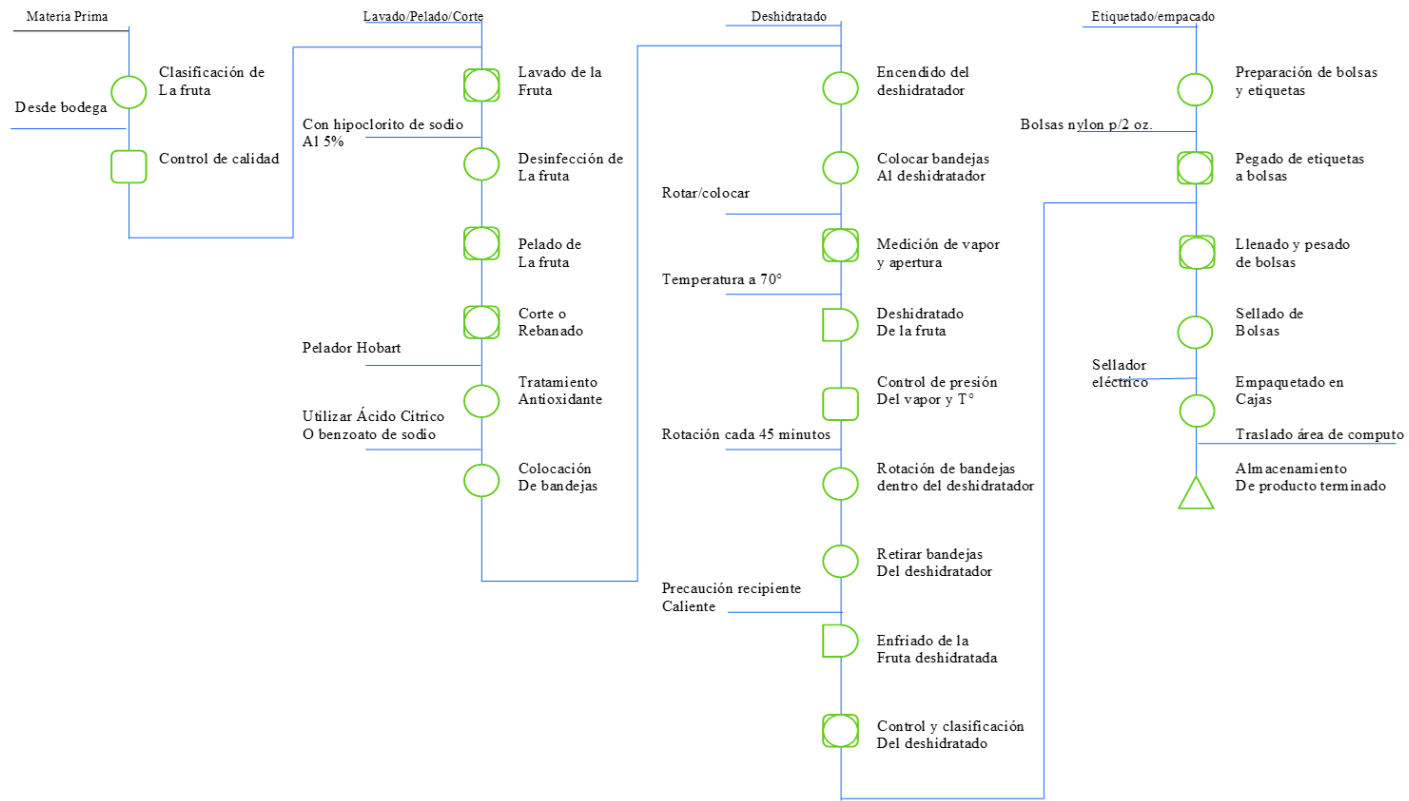 Materia Prima
Clasificación de
La fruta
Desde bodega
Control de calidad
Lavado/Pelado/Corte
Lavado de la
Fruta
Con hipoclorito de sodio
Al 5%
Desinfección de
La fruta
Pelado de
La fruta
Corte o
Rebanado
Pelador Hobart
Tratamiento
Antioxidante
Utilizar Ácido Citrico
O benzoato de sodio
Colocación
De bandejas
Deshidratado
Encendido del
deshidratador
Colocar bandejas
Al deshidratador
Rotar/colocar
Medición de vapor
y apertura
Temperatura a 70°
Deshidratado
De la fruta
Control de presión
Del vapor y T°
Rotación cada 45 minutos
Rotación de bandejas
dentro del deshidratador
Retirar bandejas
Del deshidratador
Precaución recipiente
Caliente
Enfriado de la
Fruta deshidratada
Control y clasificación
Del deshidratado
Etiquetado/empacado
Preparación de bolsas
y etiquetas
Bolsas nylon p/2 oz.
Pegado de etiquetas
a bolsas
Llenado y pesado
de bolsas
Sellado de
Bolsas
Sellador
eléctrico
Empaquetado en
Cajas
Traslado área de computo
Almacenamiento
De producto terminado